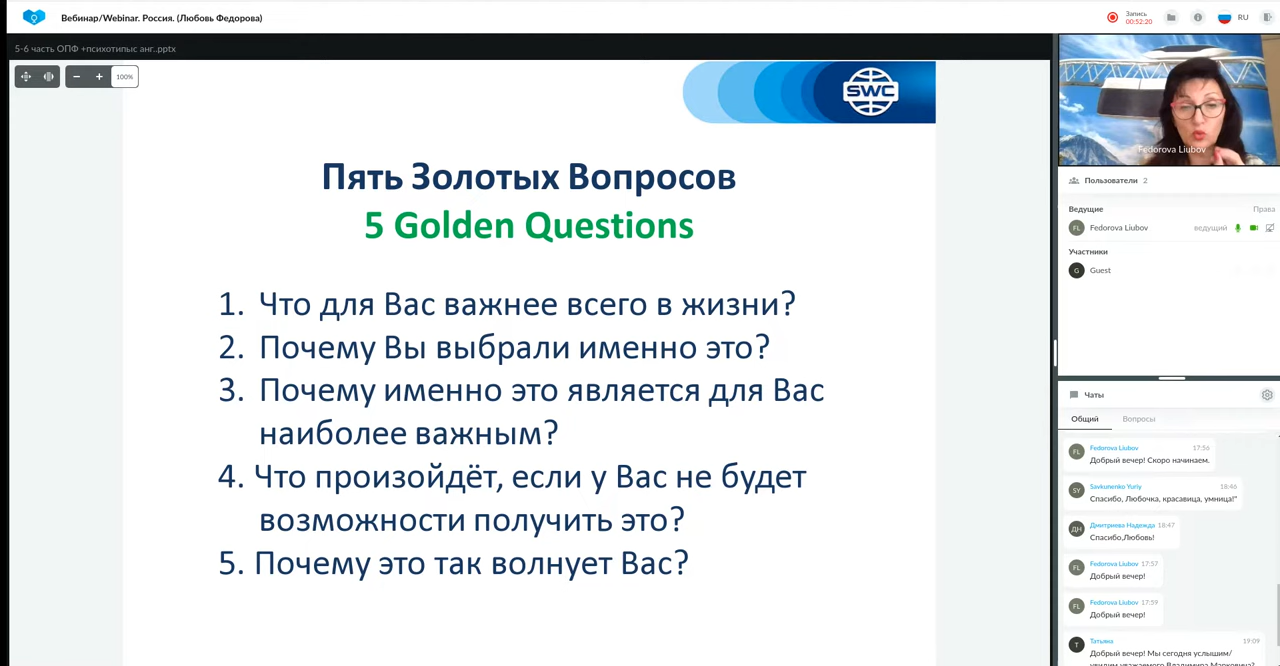 Вебинар/Webinar. Россия. (Любовь Федорова)
Запись
00:52:20
RU
5-6 часть ОПФ +психотипыс анг..pptx
100%
SWC
Пять Золотых Вопросов
5 Golden Questions
1. Что для Вас важнее всего в жизни?
2. Почему Вы выбрали именно это?
3. Почему именно это является для Вас
наиболее важным?
4. Что произойдёт, если у Вас не будет
возможности получить это?
5. Почему это так волнует Вас?
Fedorova Liubov
Пользователи 2
Ведущие Права
FL Fedorova Liubov ведущий
Участники
G Guest
Чаты
Общий Вопросы
FL Fedorova Liubov 17:56
Добрый вечер! Скоро начинаем.
SY Savkunenko Yuriy 18:46
Спасибо, Любочка, красавица, умница!"
ДН Дмитриева Надежда 18:47
Спасибо,Любовь!
FL Fedorova Liubov 17:57
Добрый вечер!
FL Fedorova Liubov 17:59
Добрый вечер!
Т Татьяна 19:09
Добрый вечер! Мы сегодня услышим/
увидим уважаемого Владимира Марковича?